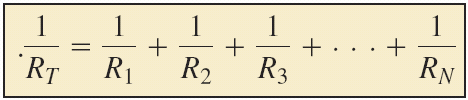 . 1/R_T = 1/R_1 + 1/R_2 + 1/R_3 + · · · + 1/R_N